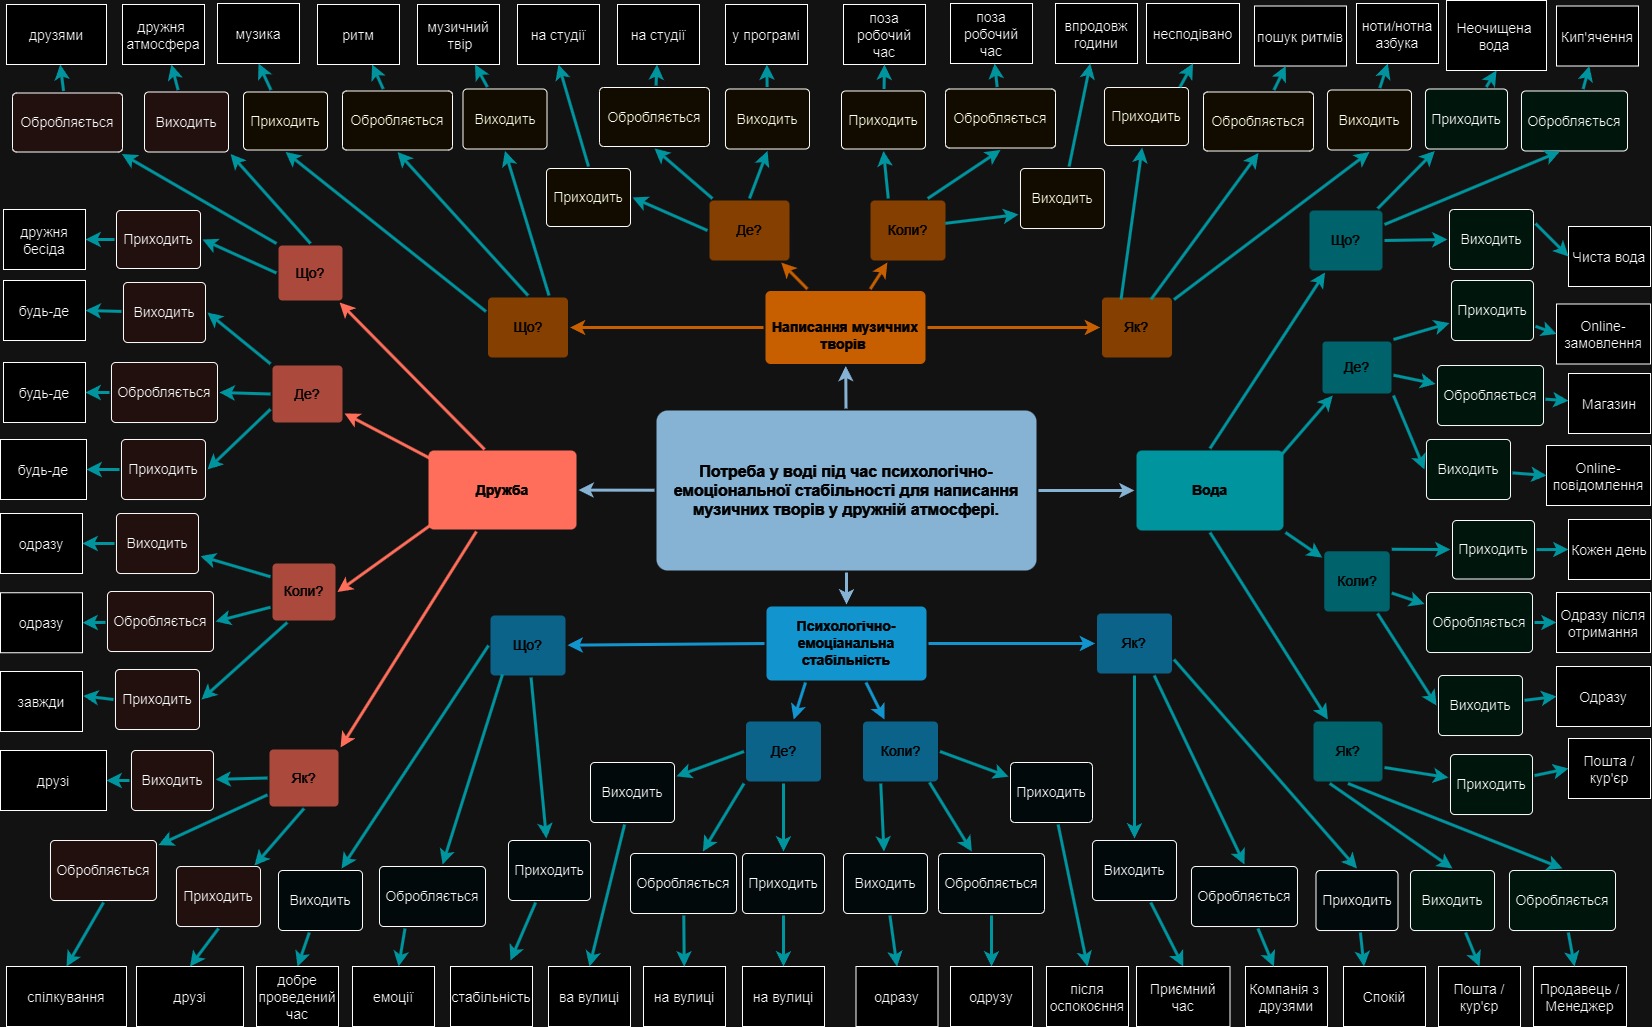 друзями
дружня
атмосфера
музика
ритм
музичний
твір
на студії
на студії
у програмі
поза
робочий
час
поза
робочий
час
впродовж
години
несподівано
пошук ритмів
ноти/нотна
азбука
Неочищена
вода
Кип'ячення
Обробляється
Виходить
Приходить
Обробляється
Виходить
Обробляється
Виходить
Приходить
Обробляється
Приходить
Обробляється
Виходить
Приходить
Обробляється
Приходить
Виходить
дружня
бесіда
Приходить
Що?
Де?
Коли?
Що?
Виходить
Чиста вода
будь-де
Виходить
Що?
Написання музичних
творів
Як?
Приходить
Online-
замовлення
будь-де
Обробляється
Де?
Де?
Обробляється
Магазин
будь-де
Приходить
Дружба
Потреба у воді під час психологічно-
емоціональної стабільності для написання
музичних творів у дружній атмосфері.
Вода
Виходить
Online-
повідомлення
одразу
Виходить
Приходить
Кожен день
Коли?
Коли?
одразу
Обробляється
Обробляється
Одразу після
отримання
Що?
Психологічно-
емоціанальна
стабільність
Як?
завжди
Приходить
Виходить
Одразу
Де?
Коли?
Як?
Пошта /
кур'єр
друзі
Виходить
Як?
Виходить
Приходить
Приходить
Обробляється
Приходить
Виходить
Обробляється
Приходить
Обробляється
Приходить
Виходить
Обробляється
Виходить
Обробляється
Приходить
Виходить
Обробляється
спілкування
друзі
добре
проведений
час
емоції
стабільність
ва вулиці
на вулиці
на вулиці
одразу
одрузу
після
оспокоєння
Приємний
час
Компанія з
друзями
Спокій
Пошта /
кур'єр
Продавець /
Менеджер